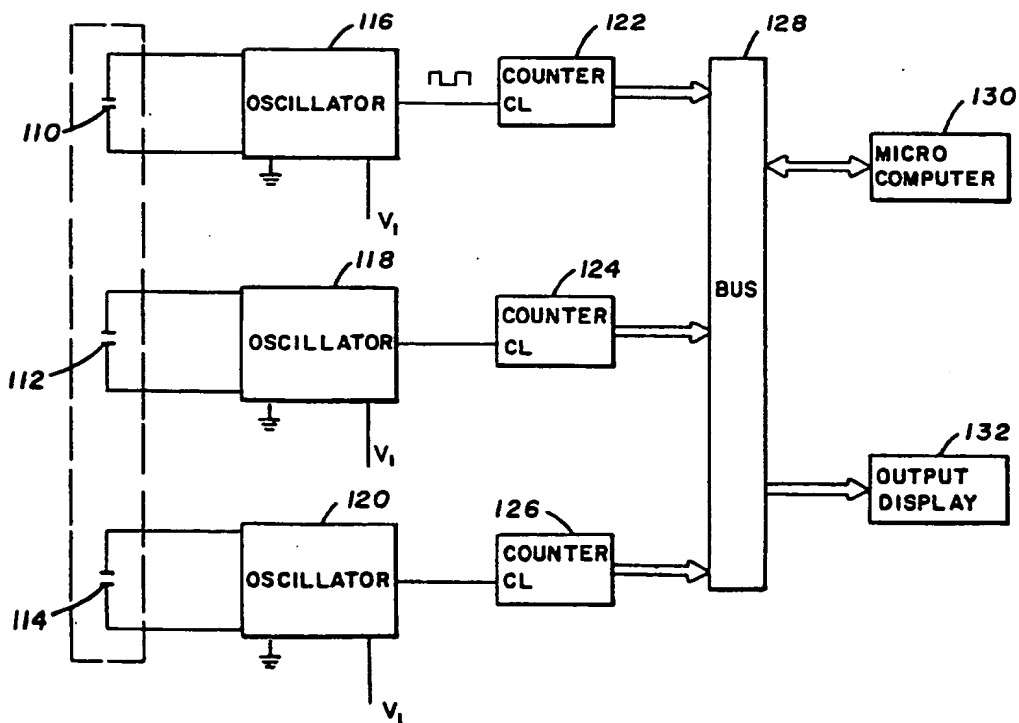 116
122
128
OSCILLATOR
COUNTER
CL
110
130
MICRO
COMPUTER
V₁
118
124
OSCILLATOR
COUNTER
CL
BUS
112
V₁
132
120
126
OUTPUT
DISPLAY
OSCILLATOR
COUNTER
CL
114
V₁